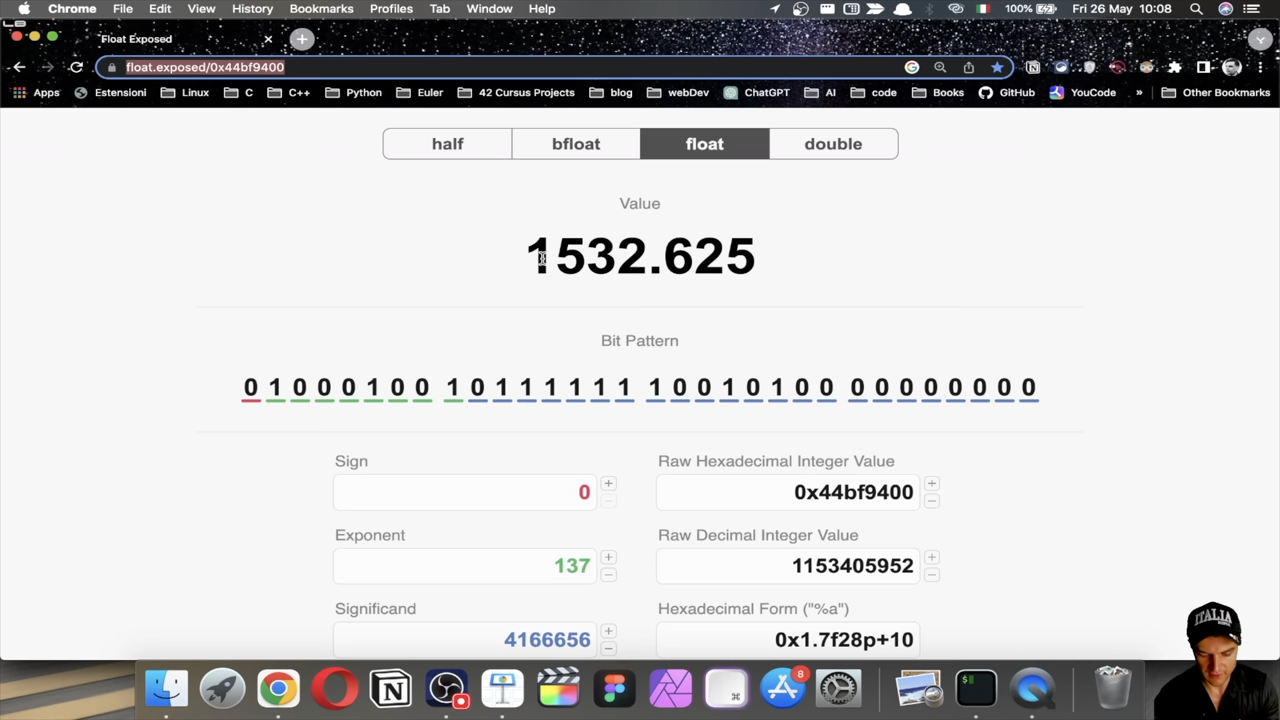 Chrome File Edit View History Bookmarks Profiles Tab Window Help 100% Fri 26 May 10:08
Float Exposed
float.exposed/0x44bf9400
Apps Estensioni Linux C C++ Python Euler 42 Cursus Projects blog webDev ChatGPT AI code Books GitHub YouCode » Other Bookmarks
half bfloat float double
Value
1532.625
Bit Pattern
0 1 0 0 0 1 0 0 1 0 1 1 1 1 1 1 1 0 0 1 0 1 0 0 0 0 0 0 0 0 0 0
Sign Raw Hexadecimal Integer Value
0 0x44bf9400
Exponent Raw Decimal Integer Value
137 1153405952
Significand Hexadecimal Form ("%a")
4166656 0x1.7f28p+10
8
ITALIA